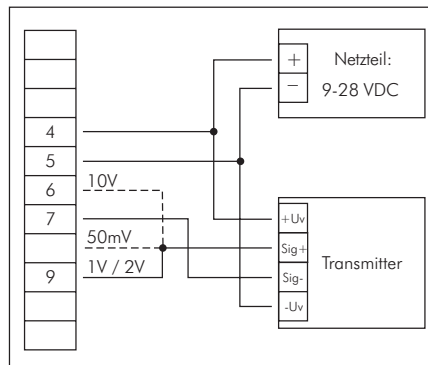 +
Netzteil:
−
9-28 VDC
4
5
6
10V
7
50mV
9
1V / 2V
+Uv
Sig+
Sig-
-Uv
Transmitter